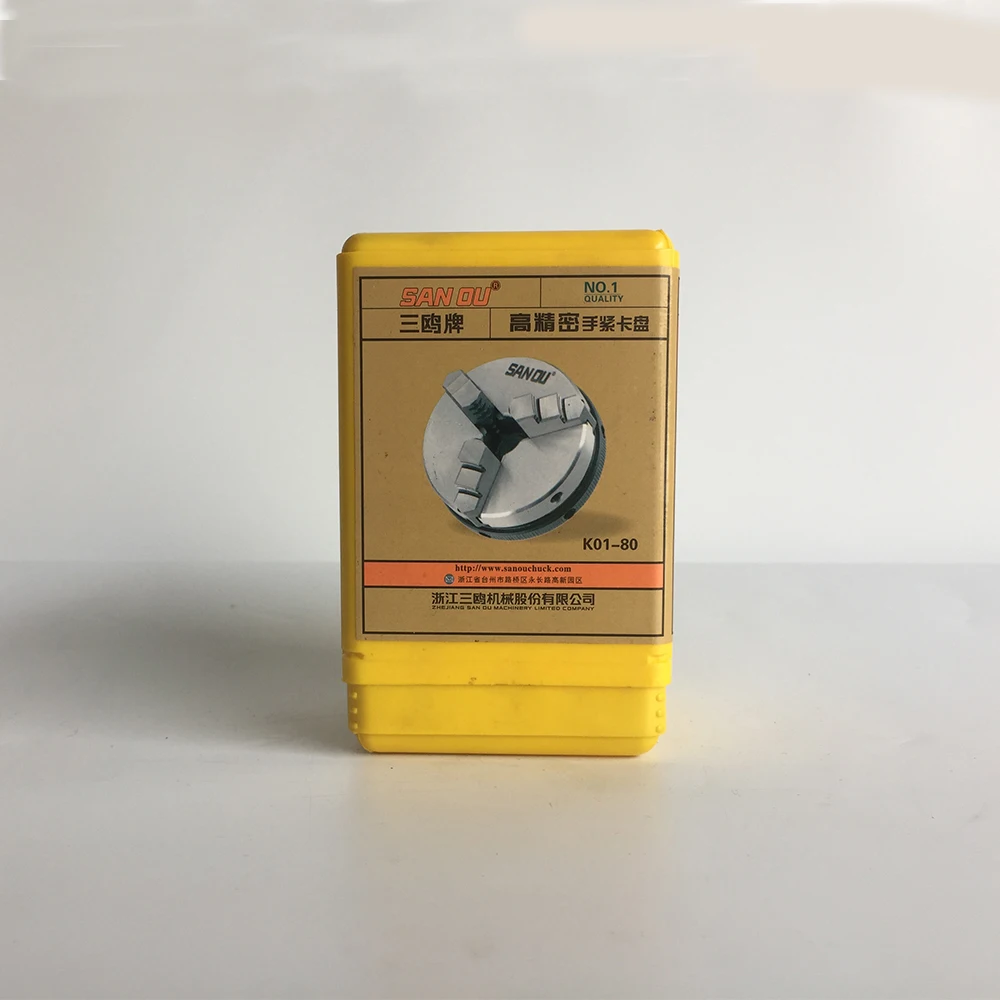 SAN OU®
NO.1
QUALITY
三鸥牌
高精密手紧卡盘
SAN OU®
K01-80
http://www.sanouchuck.com
浙江省台州市路桥区永长路高新园区
浙江三鸥机械股份有限公司
ZHEJIANG SAN OU MACHINERY LIMITED COMPANY